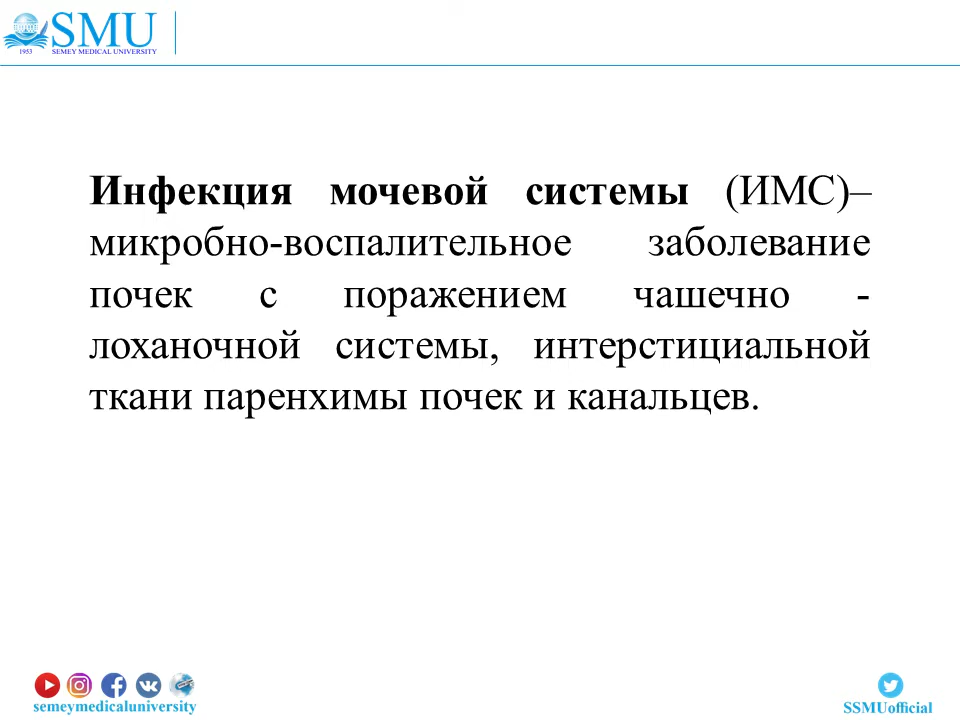 SMU
1953 SEMEY MEDICAL UNIVERSITY
Инфекция мочевой системы (ИМС)–
микробно-воспалительное заболевание
почек с поражением чашечно -
лоханочной системы, интерстициальной
ткани паренхимы почек и канальцев.
semeymedicaluniversity
SSMUofficial